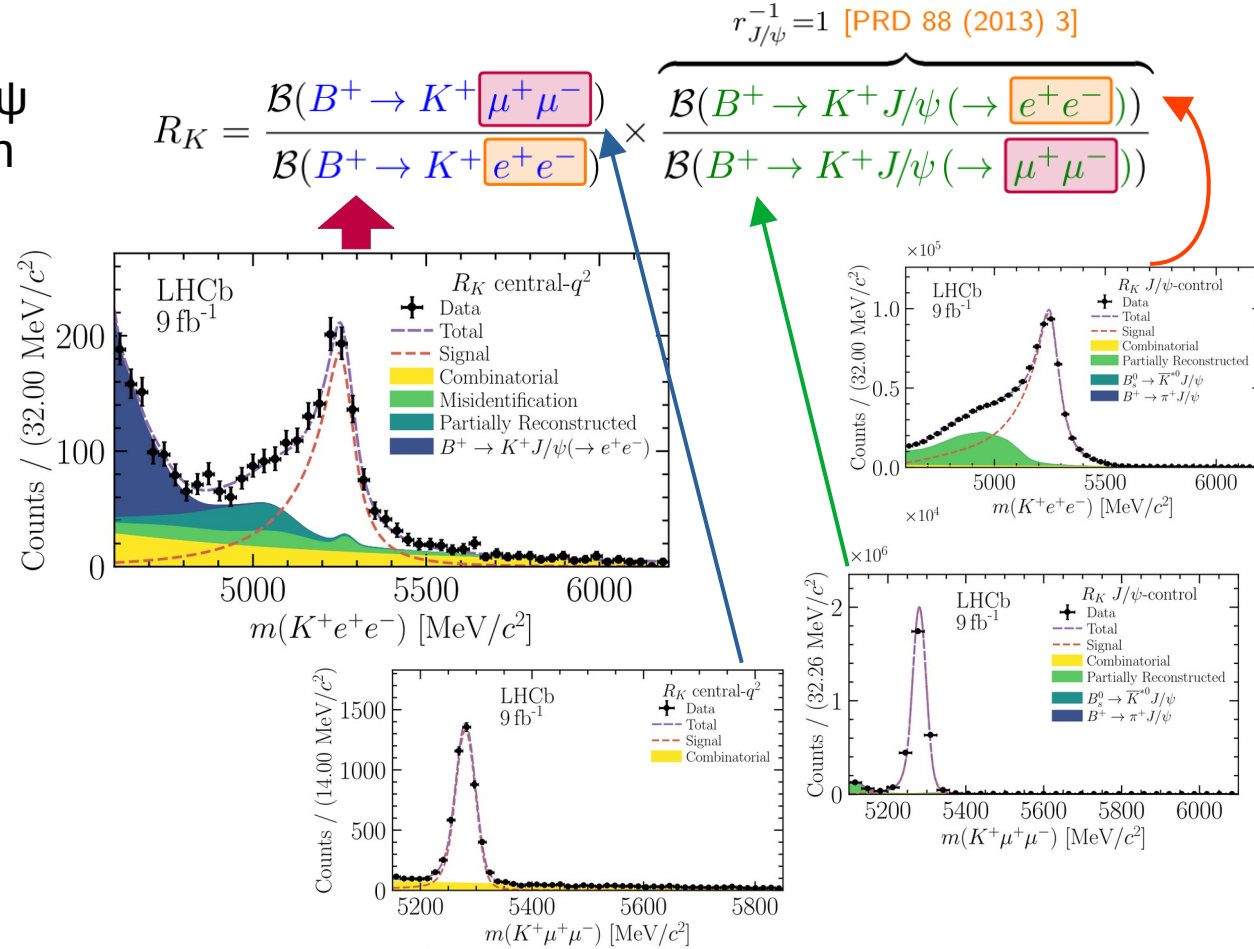 r_{J/ψ}^{-1}=1 [PRD 88 (2013) 3]
ψ
n
R_K = \frac{ℬ(B⁺ → K⁺ μ⁺μ⁻)}{ℬ(B⁺ → K⁺ e⁺e⁻)} × \frac{ℬ(B⁺ → K⁺ J/ψ (→ e⁺e⁻))}{ℬ(B⁺ → K⁺ J/ψ (→ μ⁺μ⁻))}
Counts / (32.00 MeV/c²)
LHCb
9 fb⁻¹
R_K central-q²
Data
Total
Signal
Combinatorial
Misidentification
Partially Reconstructed
B⁺ → K⁺J/ψ(→ e⁺e⁻)
200
100
0
5000 5500 6000
m(K⁺e⁺e⁻) [MeV/c²]
×10⁵
Counts / (32.00 MeV/c²)
LHCb
9 fb⁻¹
R_K J/ψ-control
Data
Total
Signal
Combinatorial
Partially Reconstructed
B_s⁰ → K̄*⁰J/ψ
B⁺ → π⁺J/ψ
1.0
0.5
0.0
5000 5500 6000
×10⁴
m(K⁺e⁺e⁻) [MeV/c²]
Counts / (14.00 MeV/c²)
LHCb
9 fb⁻¹
R_K central-q²
Data
Total
Signal
Combinatorial
1500
1000
500
0
5200 5400 5600 5800
m(K⁺μ⁺μ⁻) [MeV/c²]
×10⁶
Counts / (32.26 MeV/c²)
LHCb
9 fb⁻¹
R_K J/ψ-control
Data
Total
Signal
Combinatorial
Partially Reconstructed
B_s⁰ → K̄*⁰J/ψ
B⁺ → π⁺J/ψ
2
1
0
5200 5400 5600 5800 6000
m(K⁺μ⁺μ⁻) [MeV/c²]